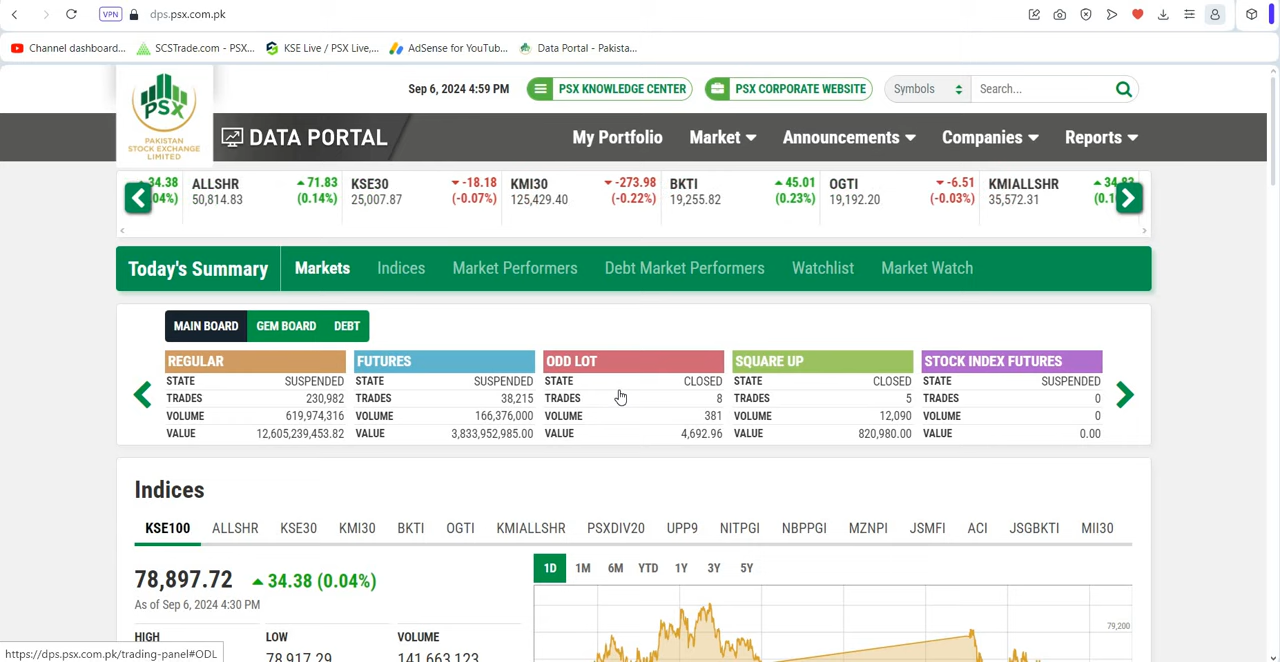 VPN dps.psx.com.pk
Channel dashboard... SCSTrade.com - PSX... KSE Live / PSX Live,... AdSense for YouTub... Data Portal - Pakista...
PSX
PAKISTAN
STOCK EXCHANGE
LIMITED
Sep 6, 2024 4:59 PM PSX KNOWLEDGE CENTER PSX CORPORATE WEBSITE Symbols Search...
DATA PORTAL My Portfolio Market Announcements Companies Reports
34.38 ALLSHR 71.83 KSE30 -18.18 KMI30 -273.98 BKTI 45.01 OGTI -6.51 KMIALLSHR 34.83
04%) 50,814.83 (0.14%) 25,007.87 (-0.07%) 125,429.40 (-0.22%) 19,255.82 (0.23%) 19,192.20 (-0.03%) 35,572.31 (0.1
Today's Summary Markets Indices Market Performers Debt Market Performers Watchlist Market Watch
MAIN BOARD GEM BOARD DEBT
REGULAR FUTURES ODD LOT SQUARE UP STOCK INDEX FUTURES
STATE SUSPENDED STATE SUSPENDED STATE CLOSED STATE CLOSED STATE SUSPENDED
TRADES 230,982 TRADES 38,215 TRADES 8 TRADES 5 TRADES 0
VOLUME 619,974,316 VOLUME 166,376,000 VOLUME 381 VOLUME 12,090 VOLUME 0
VALUE 12,605,239,453.82 VALUE 3,833,952,985.00 VALUE 4,692.96 VALUE 820,980.00 VALUE 0.00
Indices
KSE100 ALLSHR KSE30 KMI30 BKTI OGTI KMIALLSHR PSXDIV20 UPP9 NITPGI NBPPGI MZNPI JSMFI ACI JSGBKTI MII30
1D 1M 6M YTD 1Y 3Y 5Y
78,897.72 34.38 (0.04%)
As of Sep 6, 2024 4:30 PM
79,200
HIGH LOW VOLUME
78,917.29 141,663,123
https://dps.psx.com.pk/trading-panel#ODL